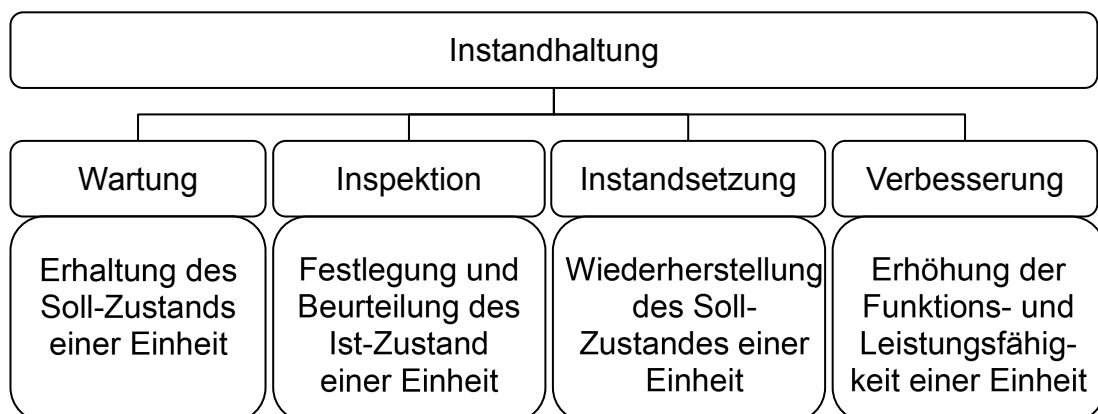 Instandhaltung
Wartung
Inspektion
Instandsetzung
Verbesserung
Erhaltung des
Soll-Zustands
einer Einheit
Festlegung und
Beurteilung des
Ist-Zustand
einer Einheit
Wiederherstellung
des Soll-
Zustandes einer
Einheit
Erhöhung der
Funktions- und
Leistungsfähig-
keit einer Einheit